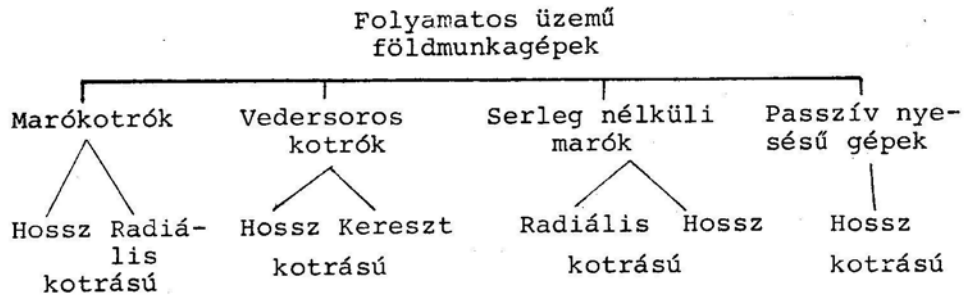 Folyamatos üzemű
földmunkagépek
Marókotrók
Vedersoros
kotrók
Serleg nélküli
marók
Passzív nye-
sésű gépek
Hossz Radiá-
lis
kotrású
Hossz Kereszt
kotrású
Radiális Hossz
kotrású
Hossz
kotrású